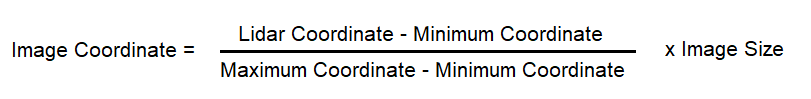 Lidar Coordinate - Minimum Coordinate
Image Coordinate = x Image Size
Maximum Coordinate - Minimum Coordinate